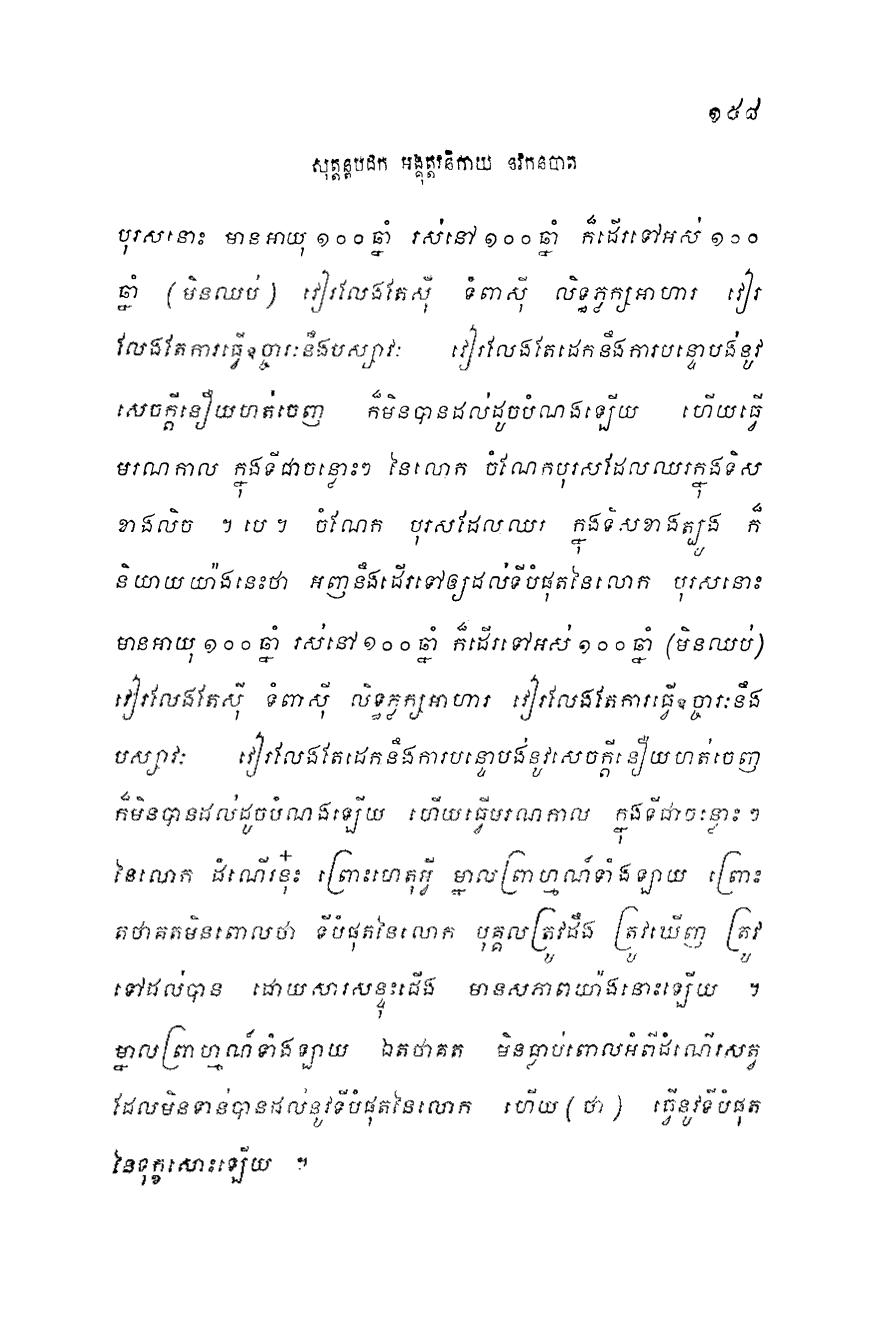 ១៥៨
សុត្តន្តបិដក អង្គុត្តរនិកាយ នវកនិបាត
បុរសនោះ មានអាយុ ១០០ ឆ្នាំ រស់នៅ ១០០ ឆ្នាំ ក៏ដើរទៅអស់ ១០០
ឆ្នាំ (មិនឈប់) វៀរលែងតែស៊ី ទំពាស៊ី លិទ្ធភ្លក្សអាហារ វៀរ
លែងតែការធ្វើឧច្ចារៈនឹងបស្សាវៈ វៀរលែងតែដេកនឹងការបន្ទោបង់នូវ
សេចក្តីនឿយហត់ចេញ ក៏មិនបានដល់ដូចបំណងឡើយ ហើយធ្វើ
មរណកាល ក្នុងទីជាចន្លោះៗ នៃលោក ចំណែកបុរសដែលឈរក្នុងទិស
ខាងលិច ។ បេ ។ ចំណែក បុរសដែលឈរ ក្នុងទិសខាងត្បូង ក៏
និយាយយ៉ាងនេះថា អញនឹងដើរទៅឲ្យដល់ទីបំផុតនៃលោក បុរសនោះ
មានអាយុ ១០០ ឆ្នាំ រស់នៅ ១០០ ឆ្នាំ ក៏ដើរទៅអស់ ១០០ ឆ្នាំ (មិនឈប់)
វៀរលែងតែស៊ី ទំពាស៊ី លិទ្ធភ្លក្សអាហារ វៀរលែងតែការធ្វើឧច្ចារៈនឹង
បស្សាវៈ វៀរលែងតែដេកនឹងការបន្ទោបង់នូវសេចក្តីនឿយហត់ចេញ
ក៏មិនបានដល់ដូចបំណងឡើយ ហើយធ្វើមរណកាល ក្នុងទីជាចន្លោះៗ
នៃលោក ដំណើរនុ៎ះ ព្រោះហេតុអ្វី ម្នាលព្រាហ្មណ៍ទាំងឡាយ ព្រោះ
តថាគតមិនពោលថា ទីបំផុតនៃលោក បុគ្គលត្រូវដឹង ត្រូវឃើញ ត្រូវ
ទៅដល់បាន ដោយសារសន្ទុះជើង មានសភាពយ៉ាងនោះឡើយ ។
ម្នាលព្រាហ្មណ៍ទាំងឡាយ ឯតថាគត មិនធ្លាប់ពោលអំពីដំណើរសត្វ
ដែលមិនទាន់បានដល់នូវទីបំផុតនៃលោក ហើយ (ថា) ធ្វើនូវទីបំផុត
នៃទុក្ខសោះឡើយ ។